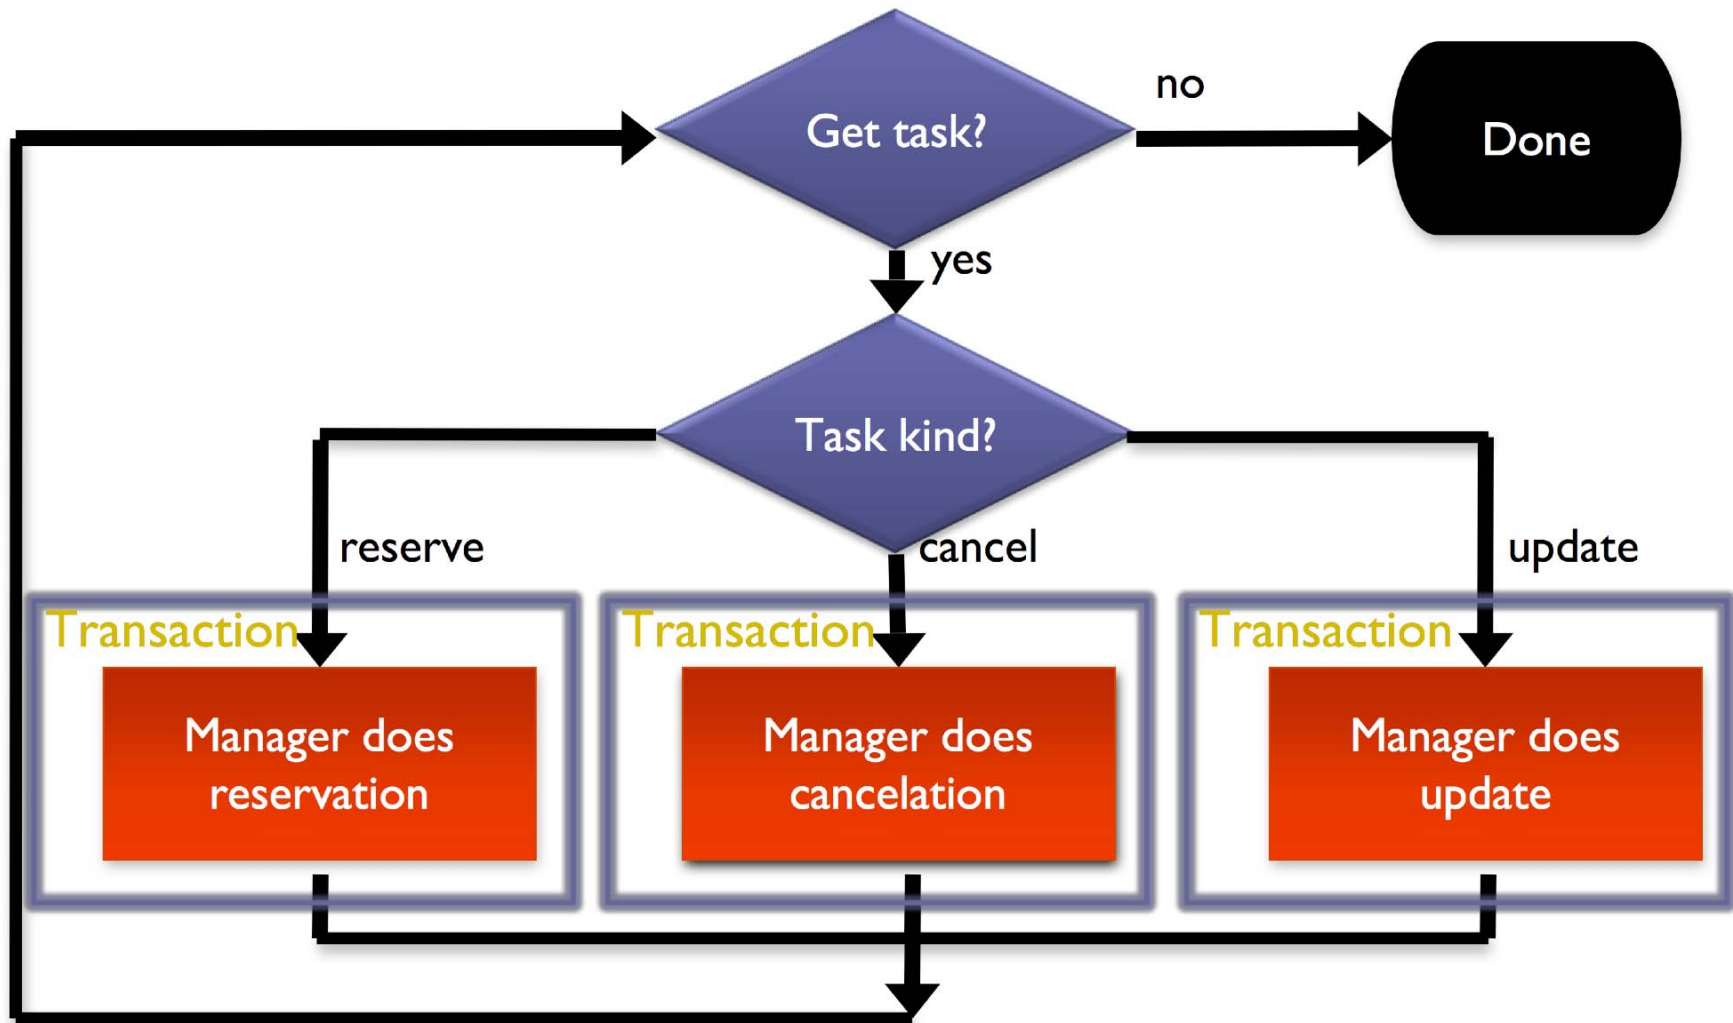 Get task?
no
Done
yes
Task kind?
reserve
cancel
update
Transaction
Transaction
Transaction
Manager does
reservation
Manager does
cancelation
Manager does
update